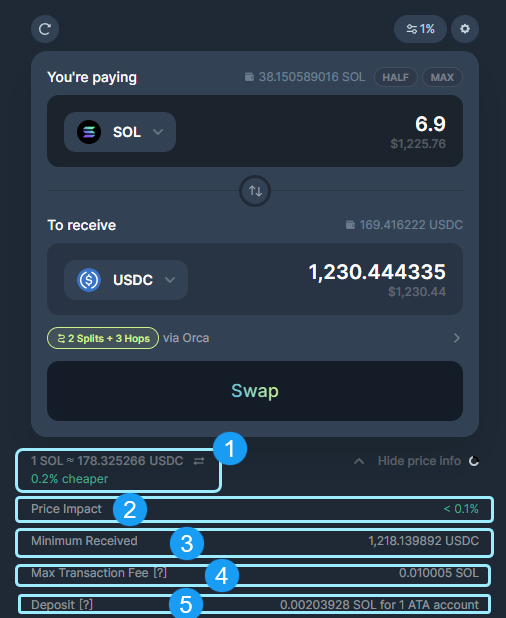 1%
You're paying
38.150589016 SOL
HALF
MAX
SOL
6.9
$1,225.76
To receive
169.416222 USDC
USDC
1,230.444335
$1,230.44
2 Splits + 3 Hops via Orca
Swap
1
1 SOL ≈ 178.325266 USDC
Hide price info
0.2% cheaper
Price Impact
2
< 0.1%
Minimum Received
3
1,218.139892 USDC
Max Transaction Fee [?]
4
0.010005 SOL
Deposit [?]
5
0.00203928 SOL for 1 ATA account